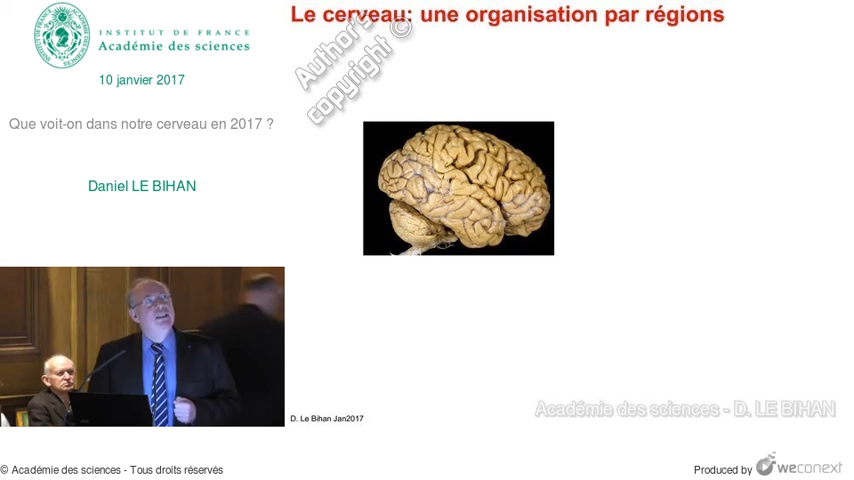 INSTITUT DE FRANCE
Académie des sciences
10 janvier 2017
Que voit-on dans notre cerveau en 2017 ?
Daniel LE BIHAN
Le cerveau: une organisation par régions
Author's
copyright ©
D. Le Bihan Jan2017
Académie des sciences - D. LE BIHAN
© Académie des sciences - Tous droits réservés
Produced by weconext